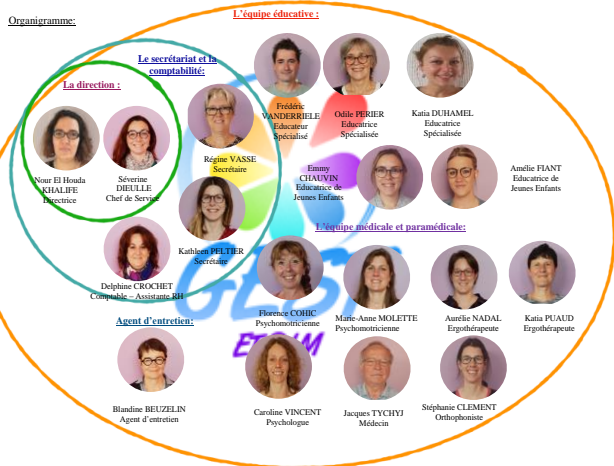 Organigramme:
L'équipe éducative :
Le secrétariat et la
comptabilité:
La direction :
Nour El Houda
KHALIFE
Directrice
Séverine
DIEULLE
Chef de Service
Régine VASSE
Secrétaire
Kathleen PELTIER
Secrétaire
Delphine CROCHET
Comptable – Assistante RH
Frédéric
VANDERRIELE
Educateur
Spécialisé
Odile PERIER
Educatrice
Spécialisée
Katia DUHAMEL
Educatrice
Spécialisée
Emmy
CHAUVIN
Educatrice de
Jeunes Enfants
Amélie FIANT
Educatrice de
Jeunes Enfants
L'équipe médicale et paramédicale:
Florence COHIC
Psychomotricienne
Marie-Anne MOLETTE
Psychomotricienne
Aurélie NADAL
Ergothérapeute
Katia PUAUD
Ergothérapeute
Caroline VINCENT
Psychologue
Jacques TYCHYJ
Médecin
Stéphanie CLEMENT
Orthophoniste
Agent d'entretien:
Blandine BEUZELIN
Agent d'entretien